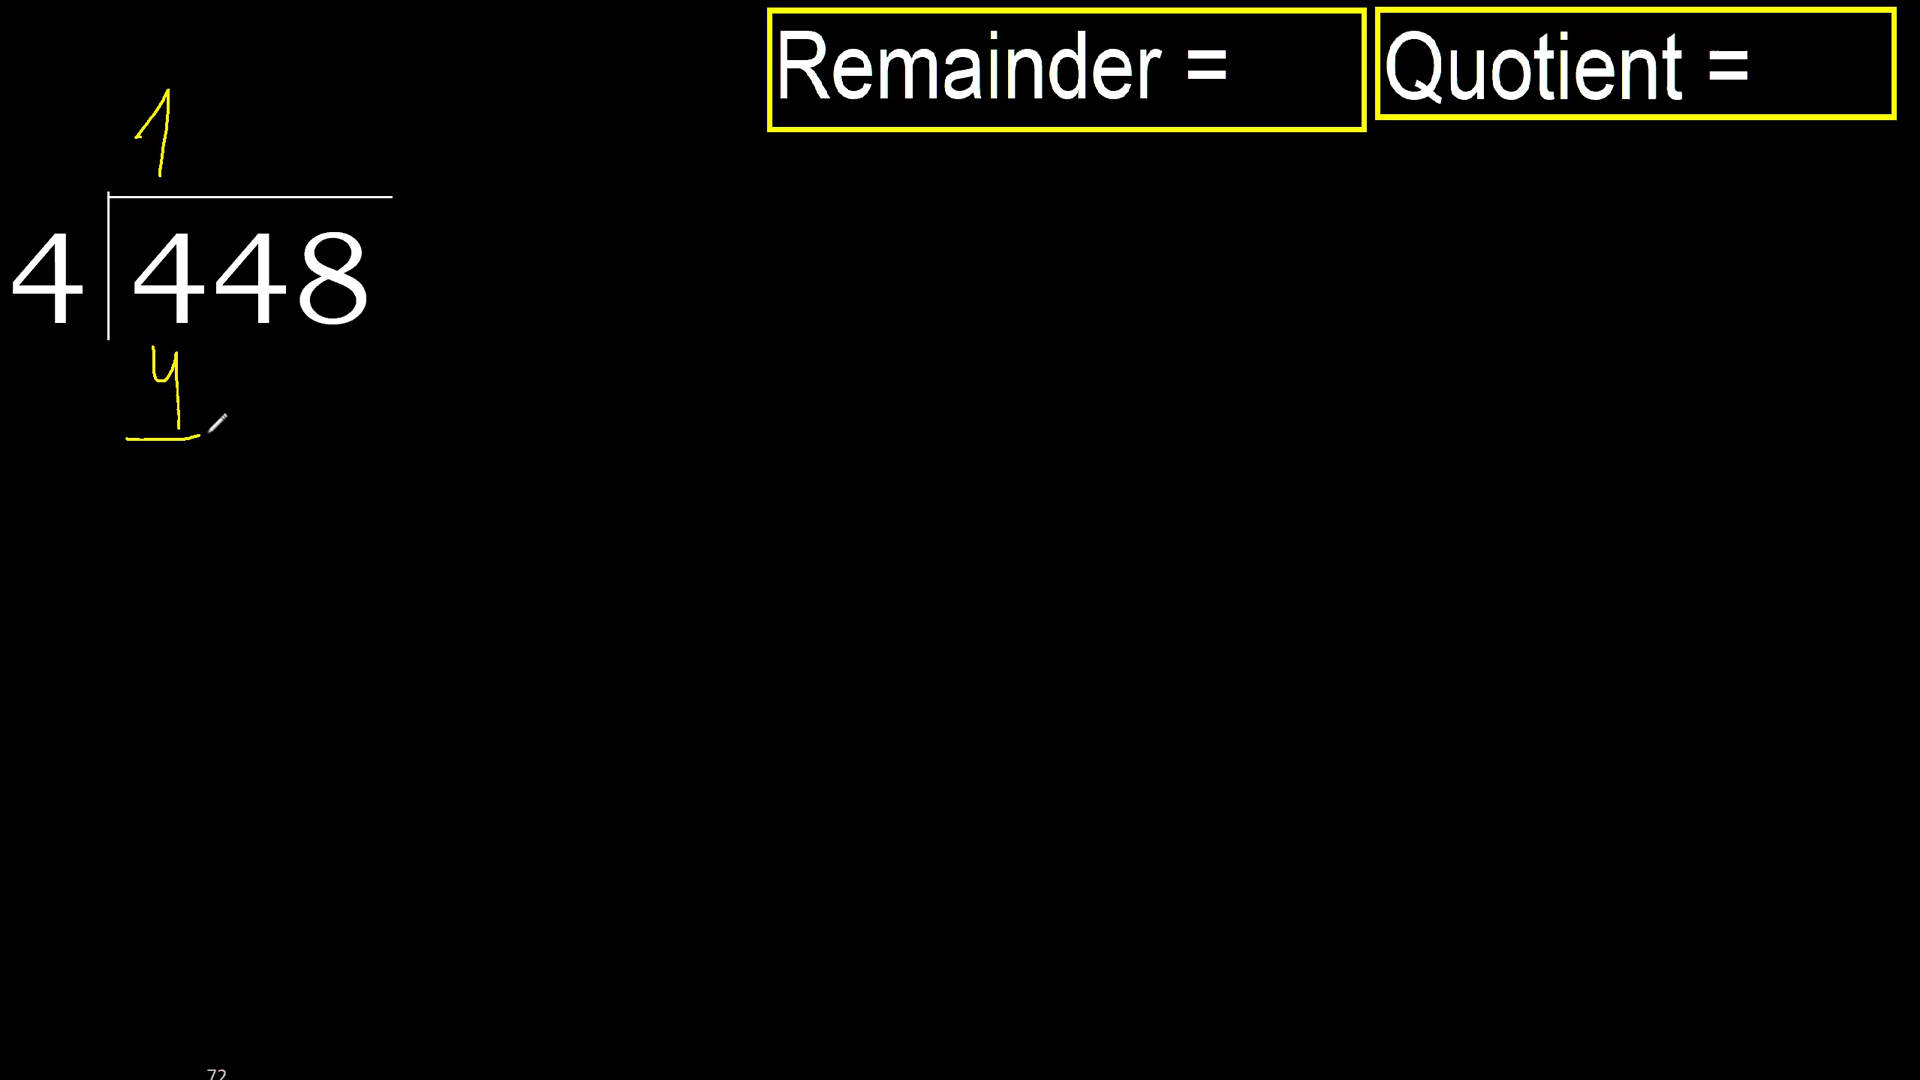 Remainder = Quotient =
1
4 448
4
72